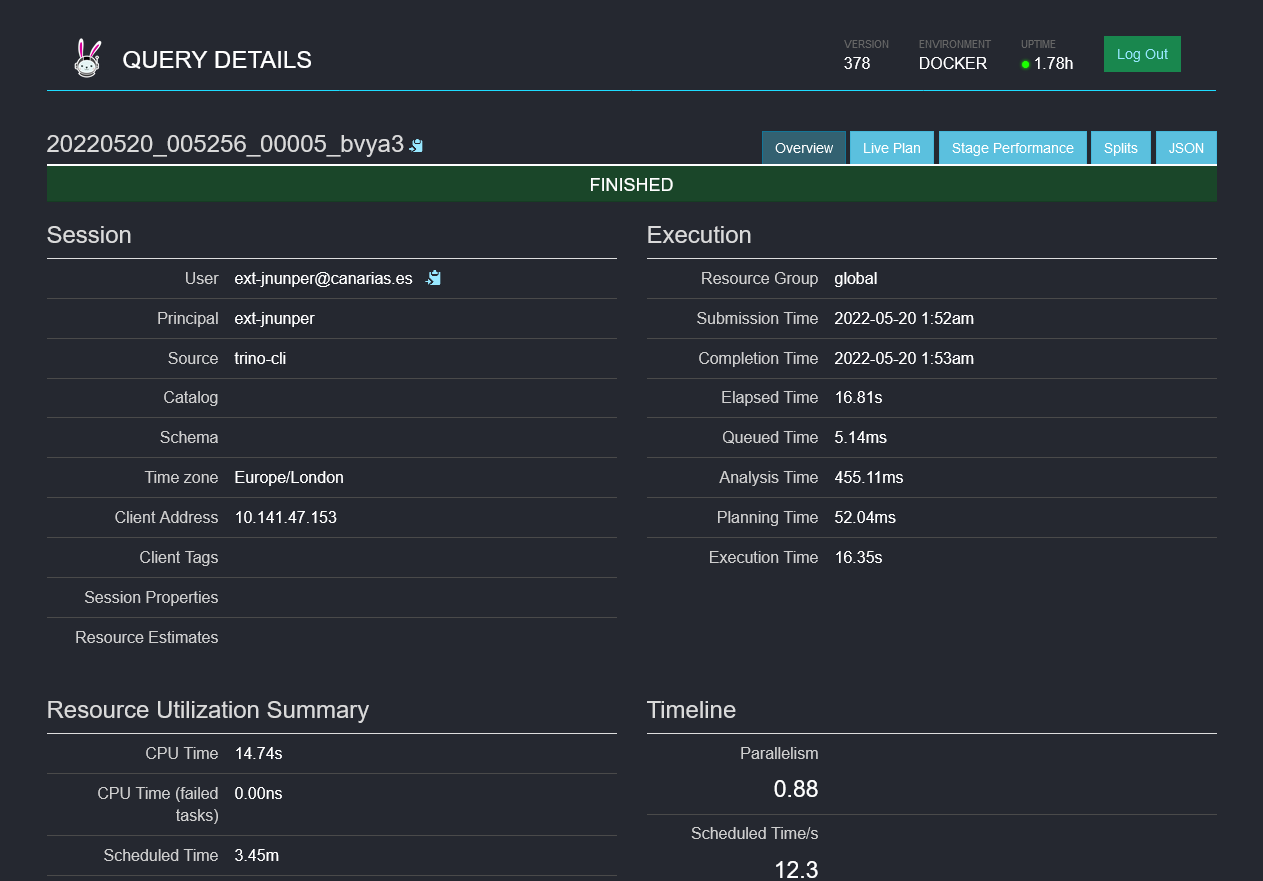 QUERY DETAILS
VERSION ENVIRONMENT UPTIME
378 DOCKER 1.78h
Log Out
20220520_005256_00005_bvya3
Overview Live Plan Stage Performance Splits JSON
FINISHED
Session
User ext-jnunper@canarias.es
Principal ext-jnunper
Source trino-cli
Catalog
Schema
Time zone Europe/London
Client Address 10.141.47.153
Client Tags
Session Properties
Resource Estimates
Execution
Resource Group global
Submission Time 2022-05-20 1:52am
Completion Time 2022-05-20 1:53am
Elapsed Time 16.81s
Queued Time 5.14ms
Analysis Time 455.11ms
Planning Time 52.04ms
Execution Time 16.35s
Resource Utilization Summary
CPU Time 14.74s
CPU Time (failed 0.00ns
tasks)
Scheduled Time 3.45m
Timeline
Parallelism
0.88
Scheduled Time/s
12.3